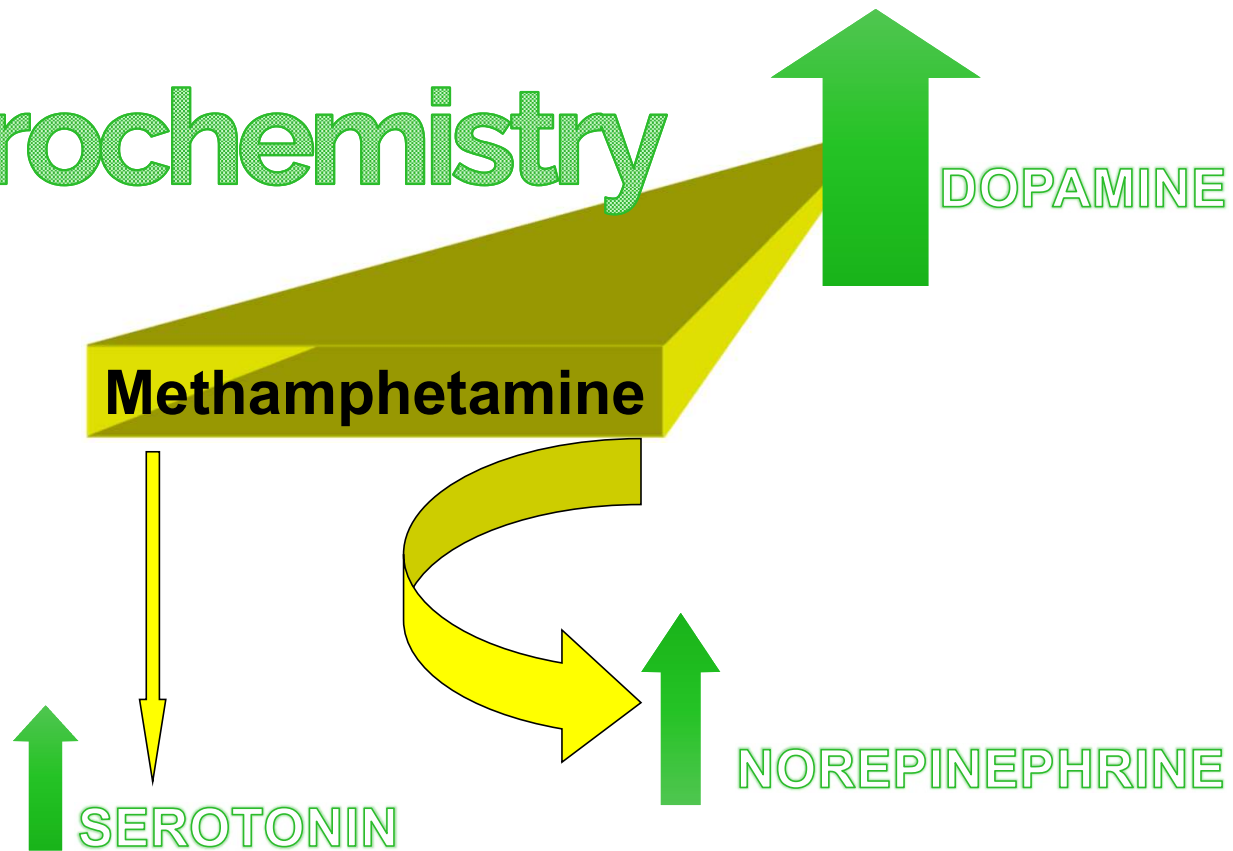 rochemistry
DOPAMINE
Methamphetamine
NOREPINEPHRINE
SEROTONIN